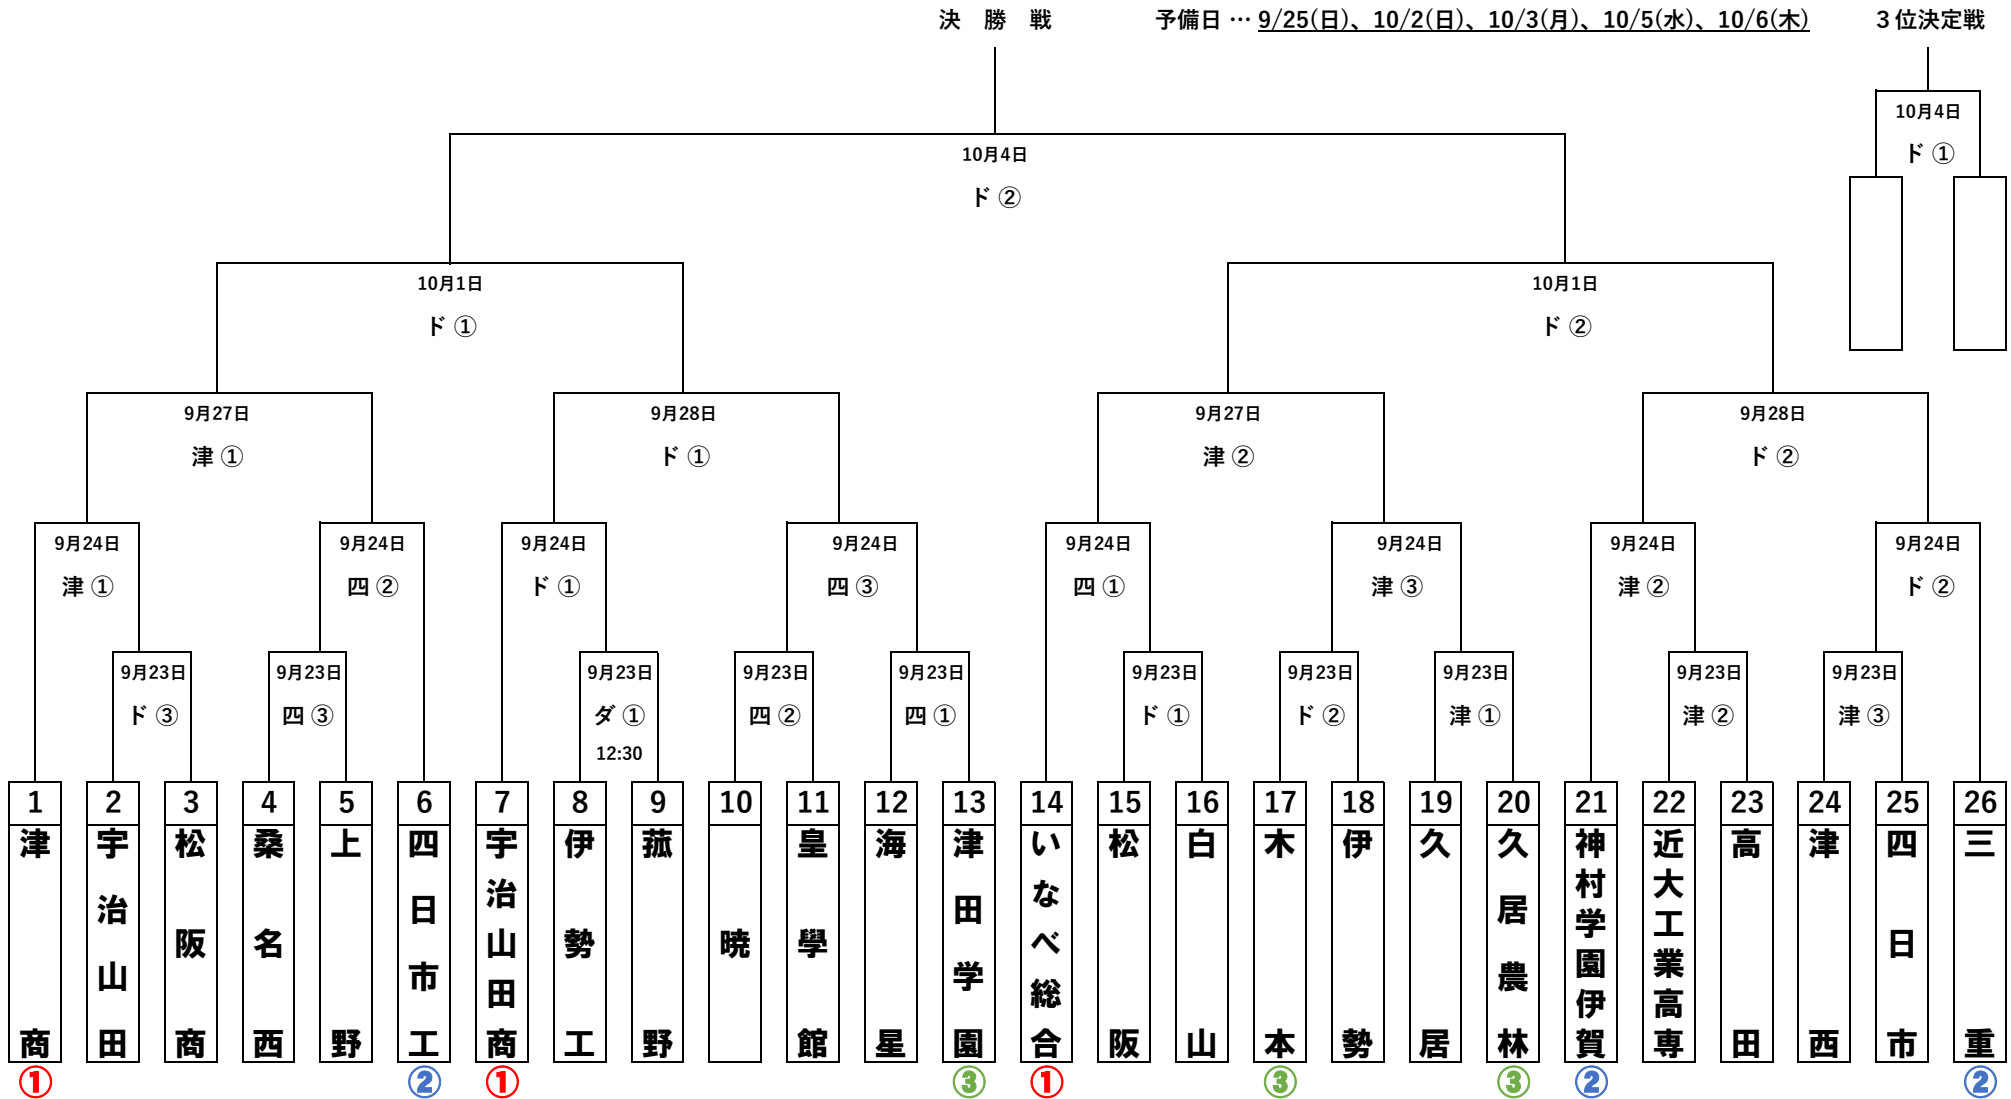 決 勝 戦
予備日 … 9/25(日)、10/2(日)、10/3(月)、10/5(水)、10/6(木)
３位決定戦
10月4日
ド ①
10月4日
ド ②
10月1日
ド ①
10月1日
ド ②
9月27日
津 ①
9月28日
ド ①
9月27日
津 ②
9月28日
ド ②
9月24日
津 ①
9月24日
四 ②
9月24日
ド ①
9月24日
四 ③
9月24日
四 ①
9月24日
津 ③
9月24日
津 ②
9月24日
ド ②
9月23日
ド ③
9月23日
四 ③
9月23日
ダ ①
12:30
9月23日
四 ②
9月23日
四 ①
9月23日
ド ①
9月23日
ド ②
9月23日
津 ①
9月23日
津 ②
9月23日
津 ③
1
津商
①
2
宇治山田
3
松阪商
4
桑名西
5
上野
6
四日市工
②
7
宇治山田商
①
8
伊勢工
9
菰野
10
暁
11
皇學館
12
海星
13
津田学園
③
14
いなべ総合
①
15
松阪
16
白山
17
木本
③
18
伊勢
19
久居
20
久居農林
③
21
神村学園伊賀
②
22
近大工業高専
23
高田
24
津西
25
四日市
26
三重
②